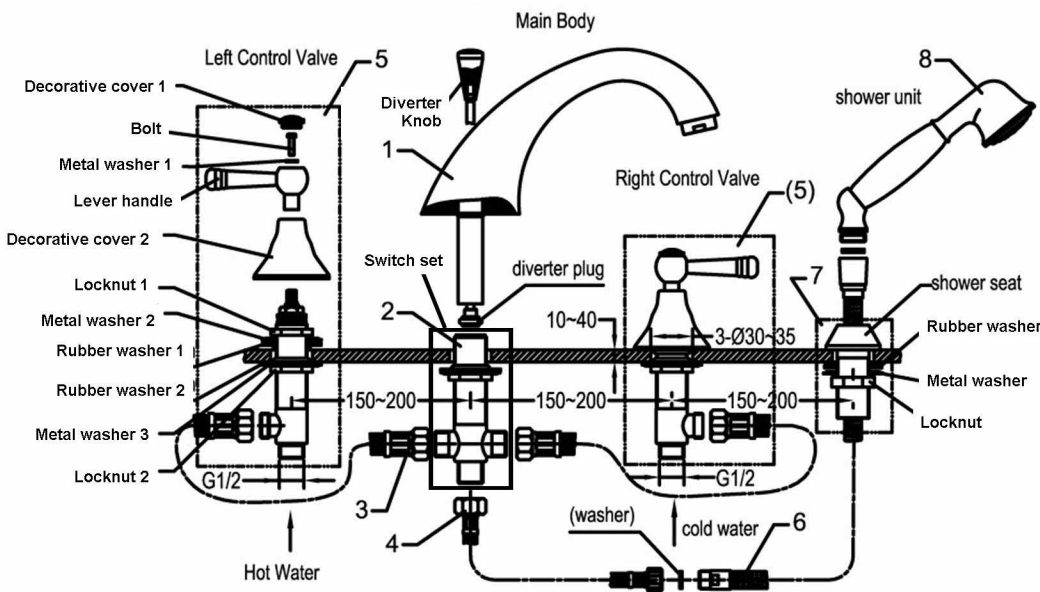 Main Body
Left Control Valve
5
Decorative cover 1
Bolt
Metal washer 1
Lever handle
Decorative cover 2
Locknut 1
Metal washer 2
Rubber washer 1
Rubber washer 2
Metal washer 3
Locknut 2
G1/2
Hot Water
Diverter
Knob
1
Switch set
2
diverter plug
10~40
150~200
150~200
150~200
3
4
Right Control Valve
(5)
3-Ø30~35
G1/2
cold water
(washer)
6
8
shower unit
7
shower seat
Rubber washer
Metal washer
Locknut